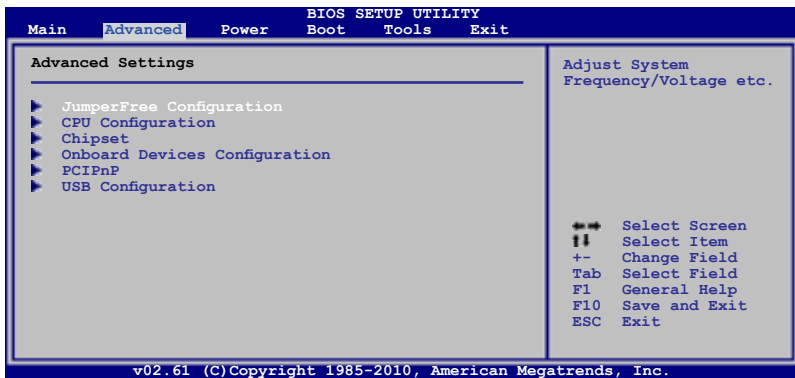 BIOS SETUP UTILITY
Main Advanced Power Boot Tools Exit
Advanced Settings
JumperFree Configuration
CPU Configuration
Chipset
Onboard Devices Configuration
PCIPnP
USB Configuration
Adjust System
Frequency/Voltage etc.
Select Screen
Select Item
+- Change Field
Tab Select Field
F1 General Help
F10 Save and Exit
ESC Exit
v02.61 (C)Copyright 1985-2010, American Megatrends, Inc.